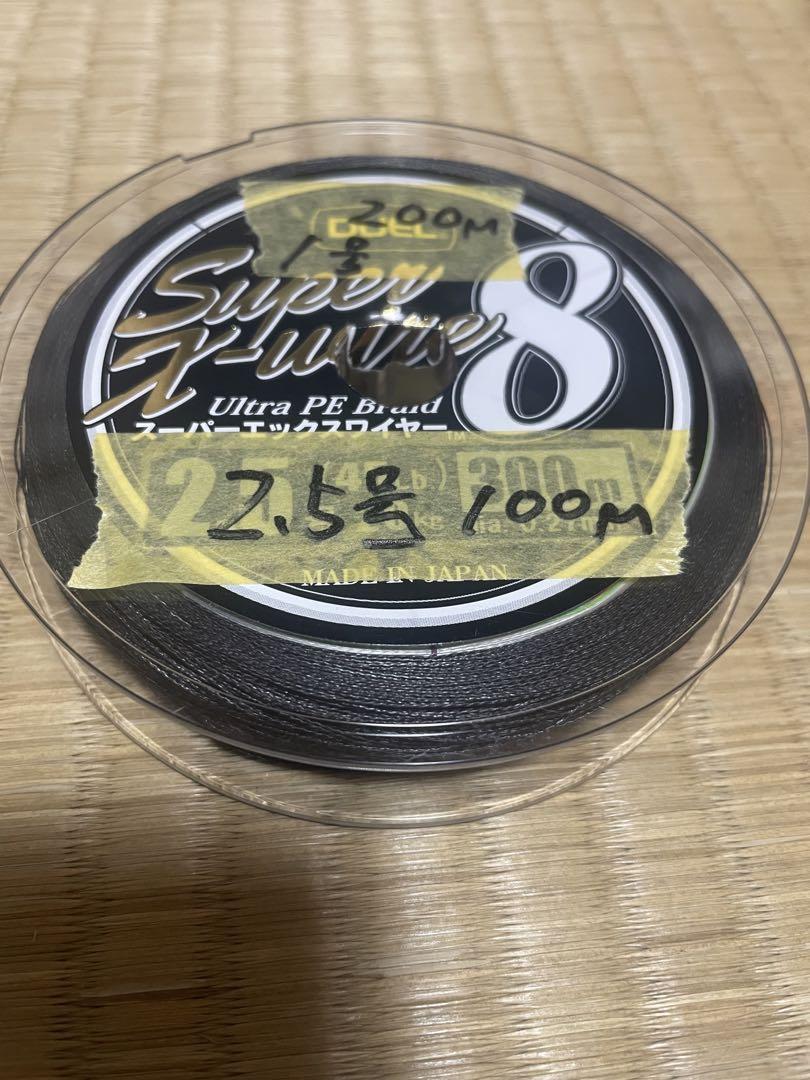 200M
DUEL
1号
Super
X-wire 8
Ultra PE Braid
スーパーエックスワイヤー
TM
300m
2.5号 100M
MADE IN JAPAN